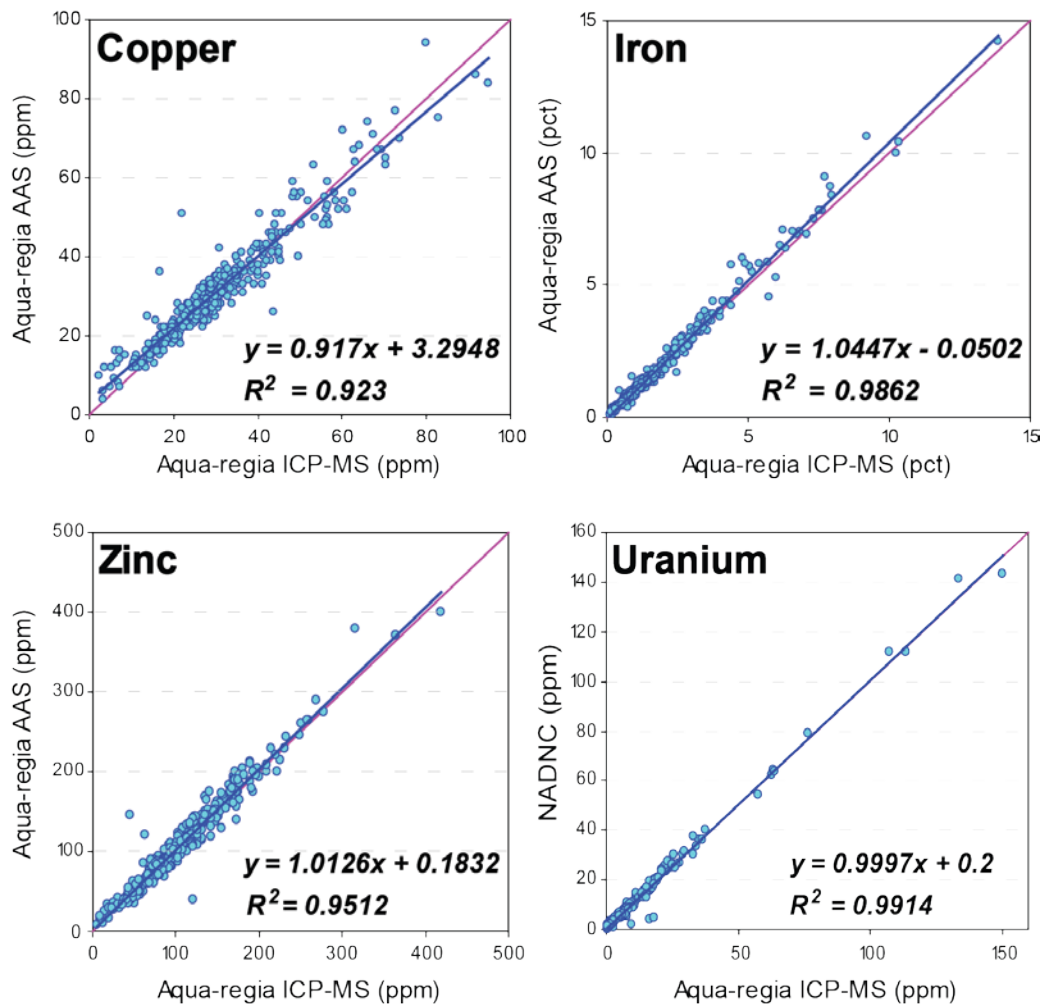 Copper
100
80
60
40
20
0
Aqua-regia AAS (ppm)
y = 0.917x + 3.2948
R² = 0.923
0 20 40 60 80 100
Aqua-regia ICP-MS (ppm)
Iron
15
10
5
0
Aqua-regia AAS (pct)
y = 1.0447x - 0.0502
R² = 0.9862
0 5 10 15
Aqua-regia ICP-MS (pct)
Zinc
500
400
300
200
100
0
Aqua-regia AAS (ppm)
y = 1.0126x + 0.1832
R² = 0.9512
0 100 200 300 400 500
Aqua-regia ICP-MS (ppm)
Uranium
160
140
120
100
80
60
40
20
0
NADNC (ppm)
y = 0.9997x + 0.2
R² = 0.9914
0 50 100 150
Aqua-regia ICP-MS (ppm)